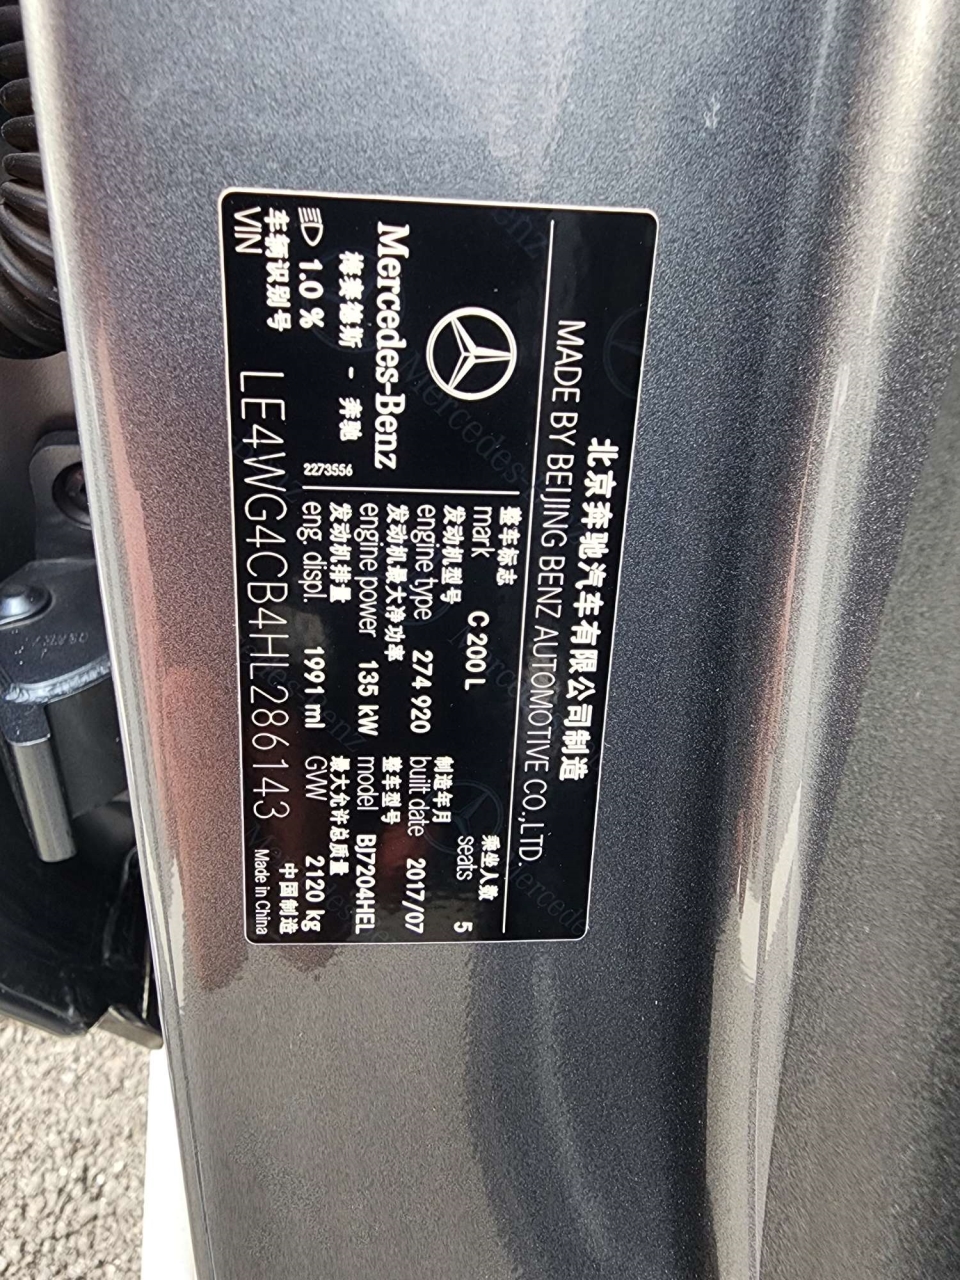 北京奔驰汽车有限公司制造
MADE BY BEIJING BENZ AUTOMOTIVE CO.,LTD.
Mercedes-Benz
梅赛德斯 - 奔驰
1.0 %
2273556
整车标志
mark C 200 L
乘坐人数
seats 5
发动机型号
engine type 274 920
制造年月
built date 2017/07
发动机最大净功率
engine power 135 kW
整车型号
model BJ7204HEL
发动机排量
eng. displ. 1991 ml
最大允许总质量
GVW 2120 kg
车辆识别号
VIN LE4WG4CB4HL286143
中国制造
Made in China